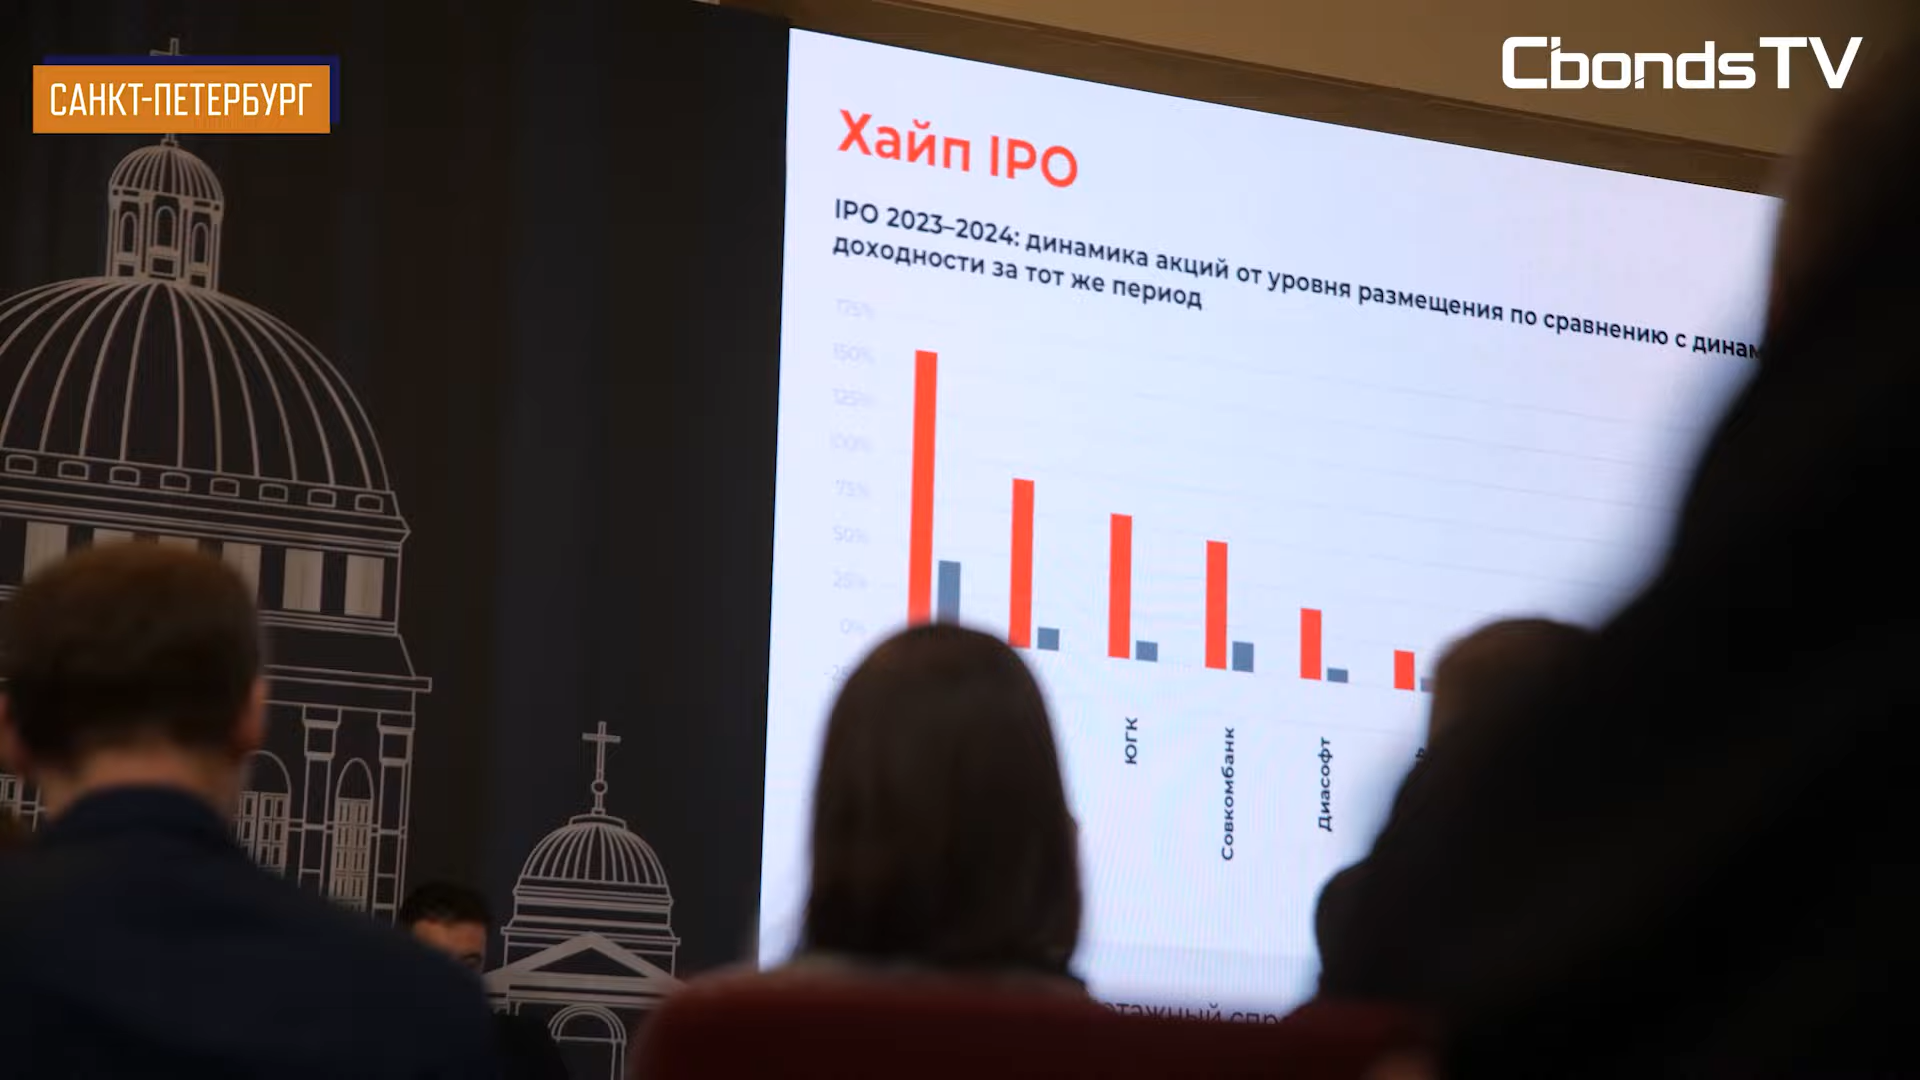 САНКТ-ПЕТЕРБУРГ
CbondsTV
Хайп IPO
IPO 2023–2024: динамика акций от уровня размещения по сравнению с
доходности за тот же период
175%
150%
125%
100%
75%
50%
25%
0%
ЮГК
Совкомбанк
Диасофт